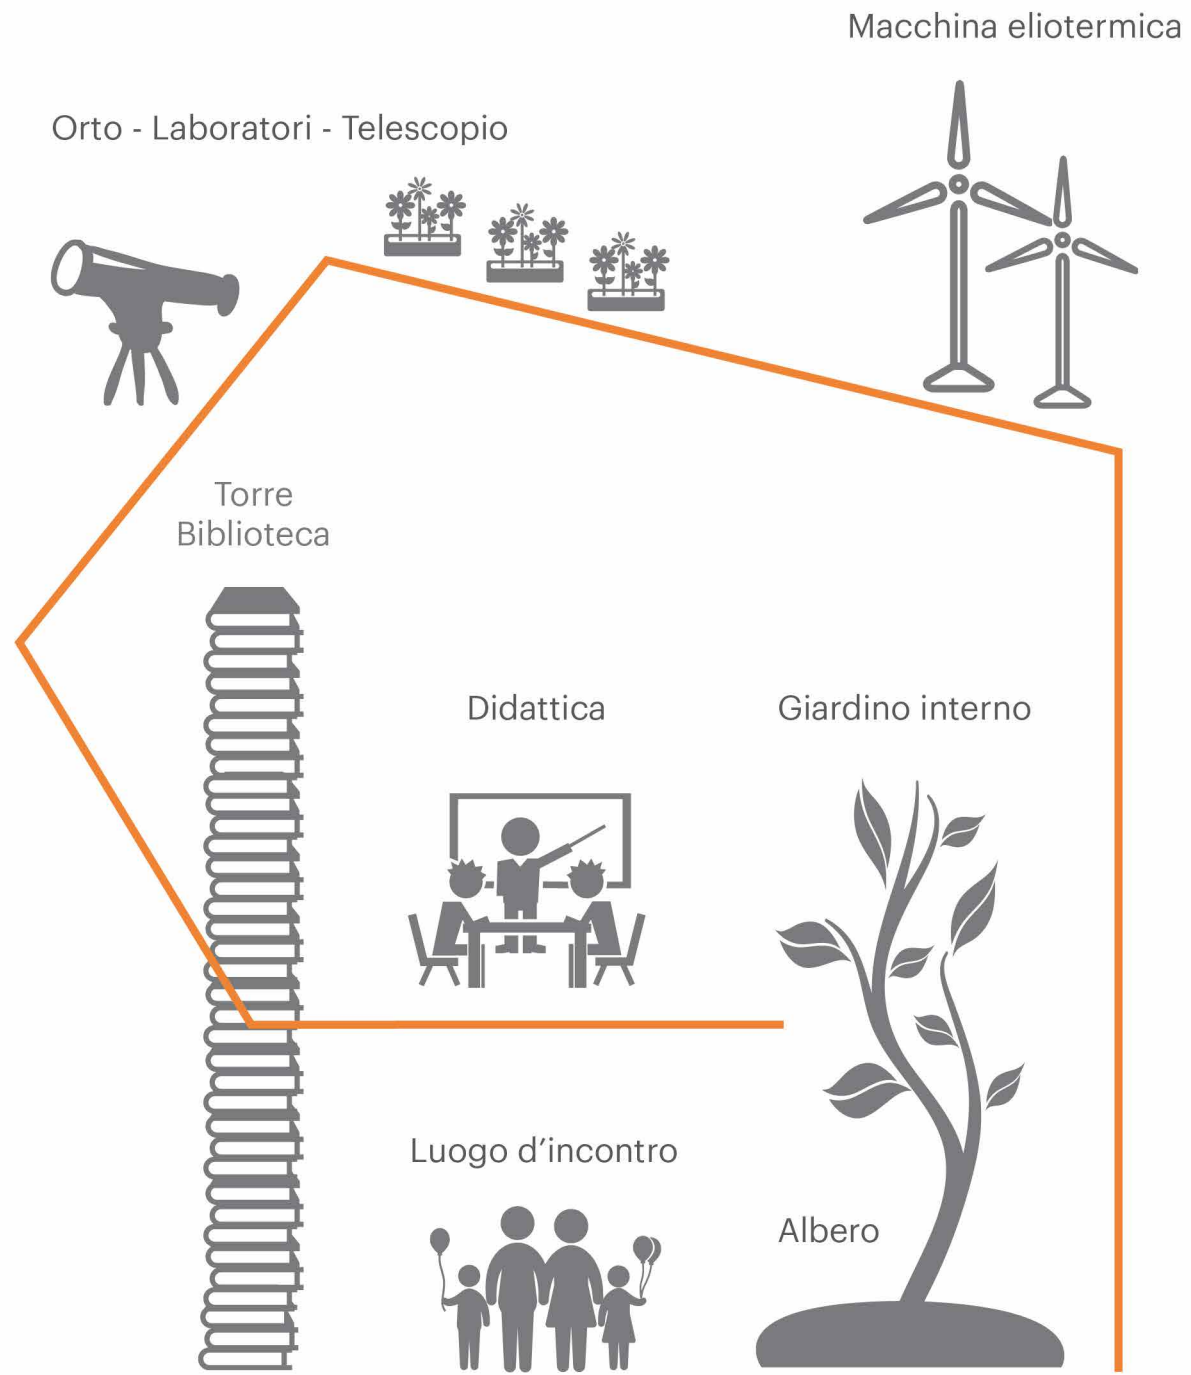 Macchina eliotermica
Orto - Laboratori - Telescopio
Torre
Biblioteca
Didattica
Giardino interno
Luogo d'incontro
Albero